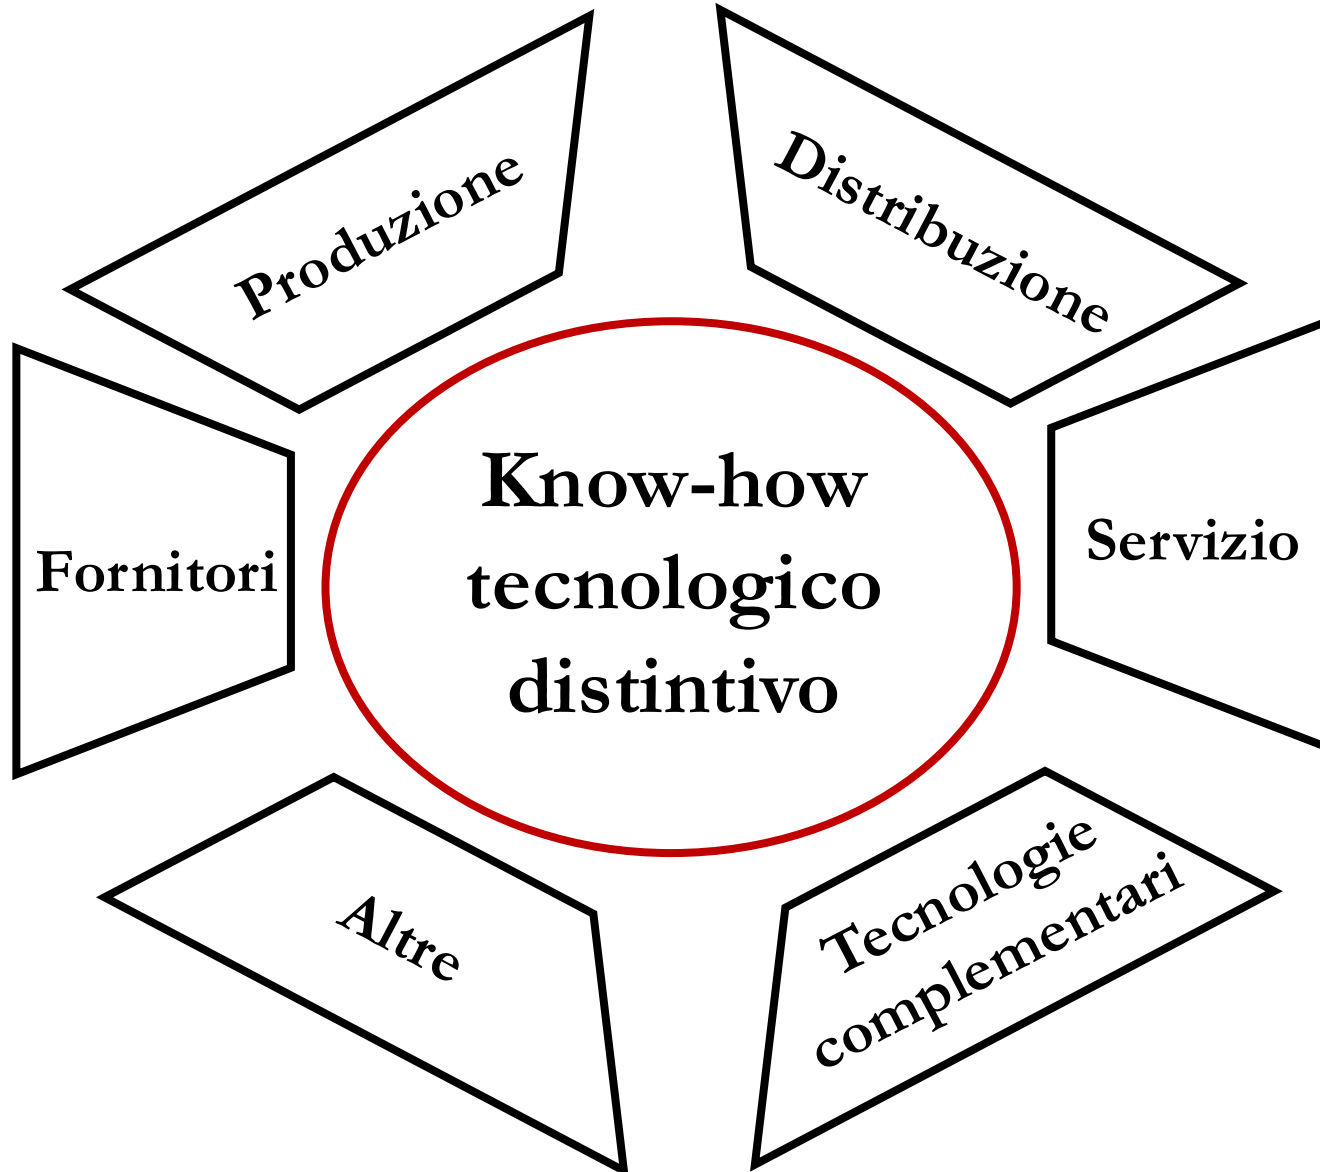 Produzione
Distribuzione
Fornitori
Know-how
tecnologico
distintivo
Servizio
Altre
Tecnologie
complementari